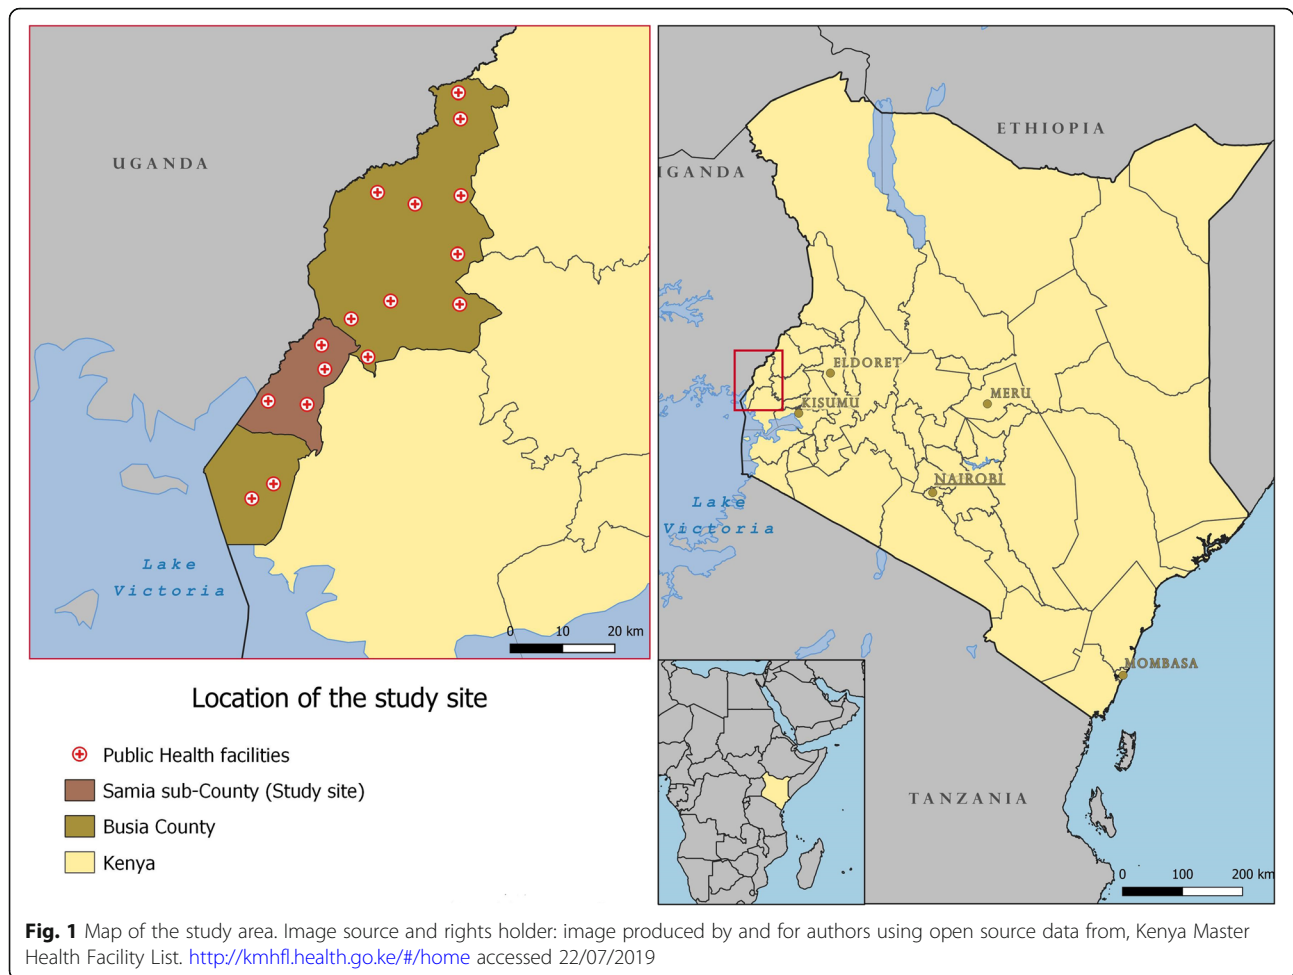 UGANDA
Lake
Victoria
0 10 20 km
ETHIOPIA
IGANDA
ELDORET
KISUMU
MERU
NAIROBI
Lake
Victoria
MOMBASA
TANZANIA
0 100 200 km
Location of the study site
Public Health facilities
Samia sub-County (Study site)
Busia County
Kenya
Fig. 1 Map of the study area. Image source and rights holder: image produced by and for authors using open source data from, Kenya Master
Health Facility List. http://kmhfl.health.go.ke/#/home accessed 22/07/2019